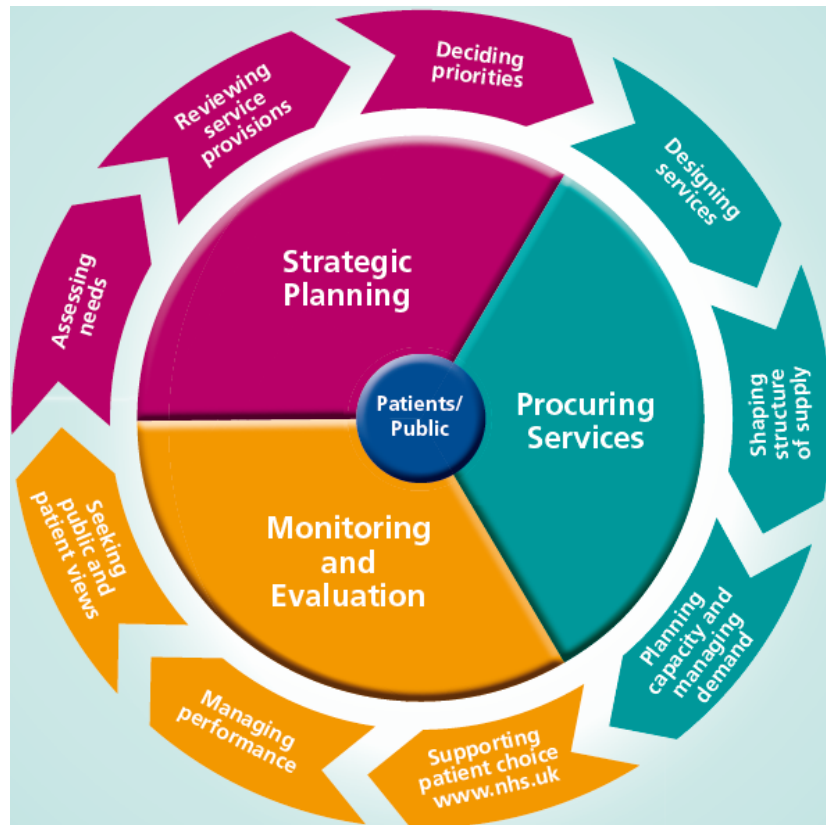 Deciding
priorities
Designing
services
Shaping
structure
of supply
Planning
capacity and
managing
demand
Supporting
patient choice
www.nhs.uk
Managing
performance
Seeking
public and
patient views
Assessing
needs
Reviewing
service
provisions
Strategic
Planning
Procuring
Services
Monitoring
and
Evaluation
Patients/
Public